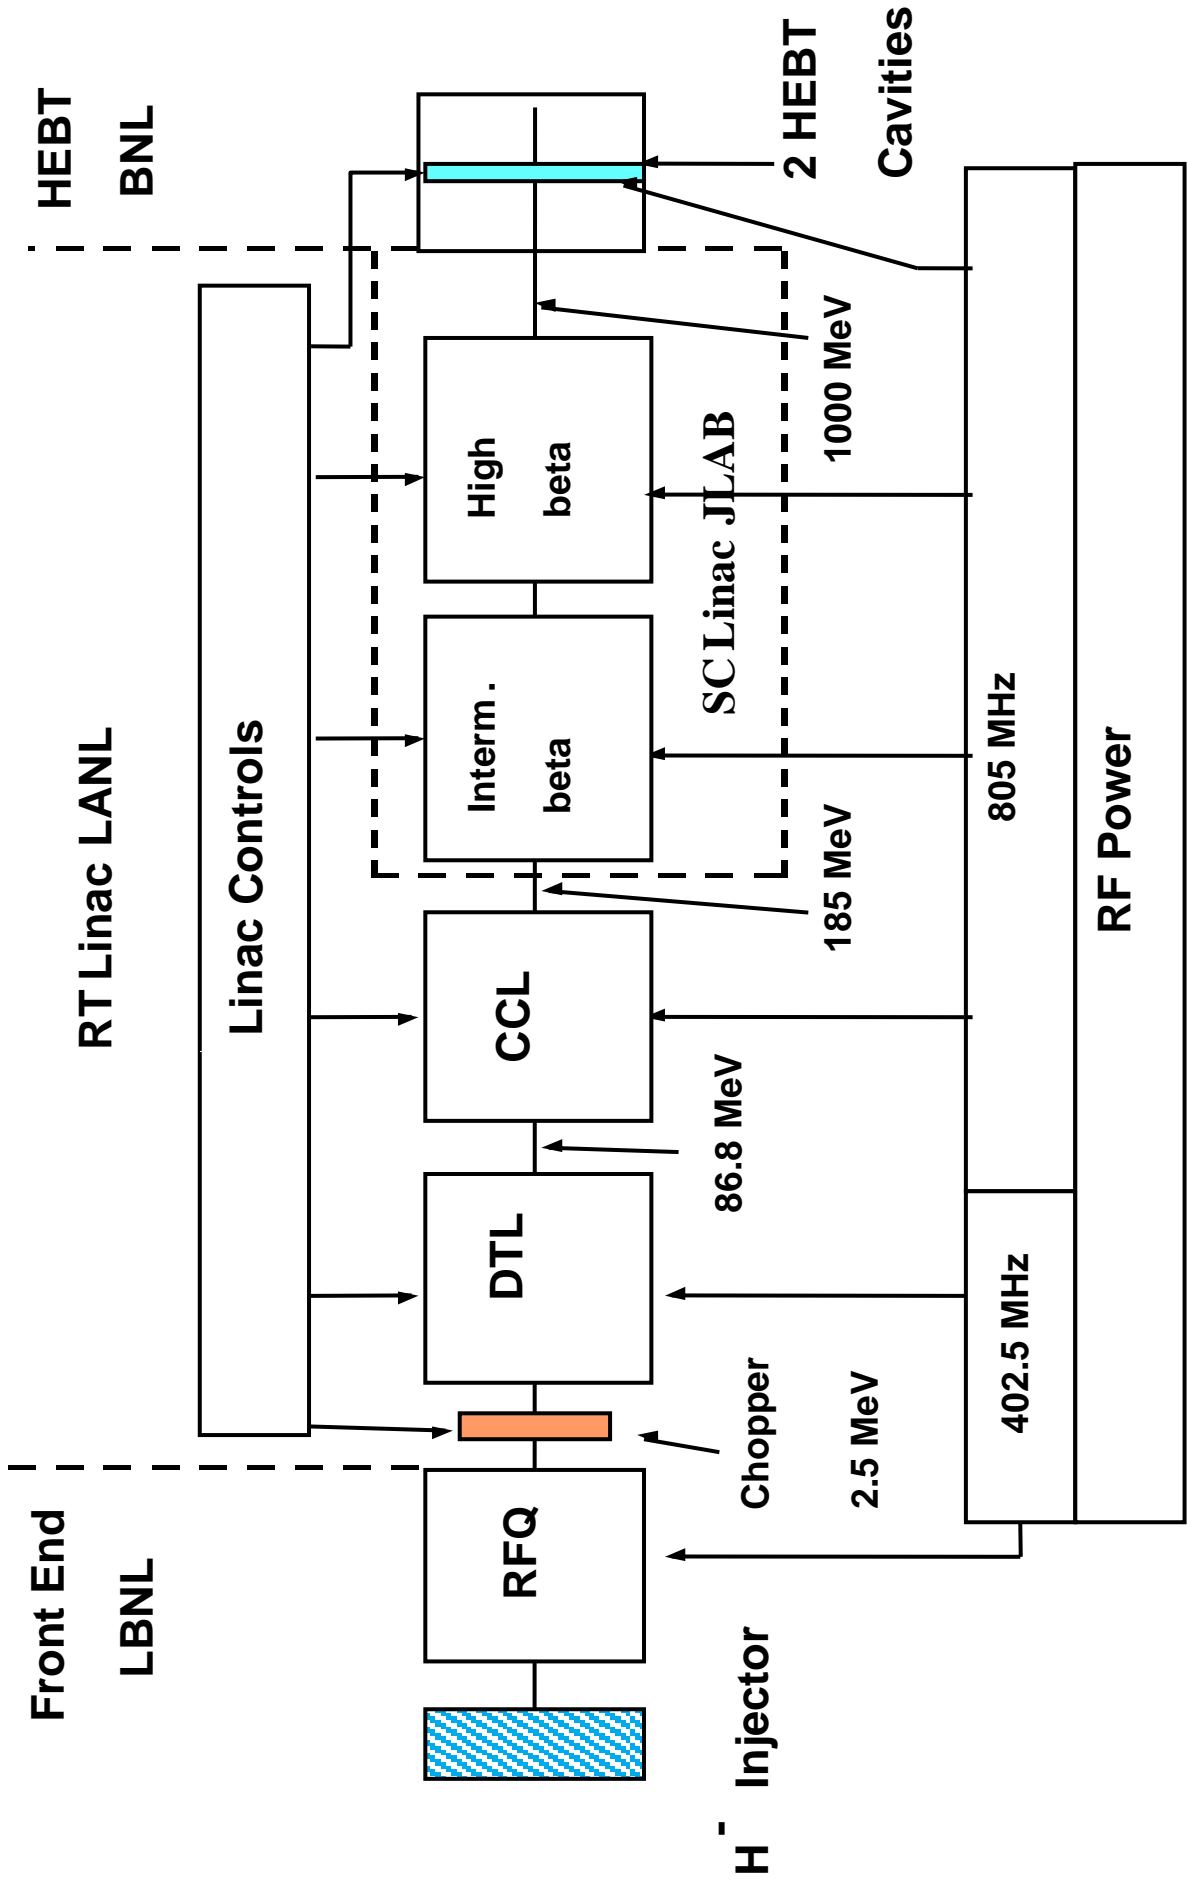 Front End
LBNL
RT Linac LANL
HEBT
BNL
Linac Controls
RFQ
DTL
CCL
Interm.
beta
High
beta
SC Linac JLAB
H- Injector
Chopper
2.5 MeV
86.8 MeV
185 MeV
1000 MeV
2 HEBT
Cavities
402.5 MHz
805 MHz
RF Power